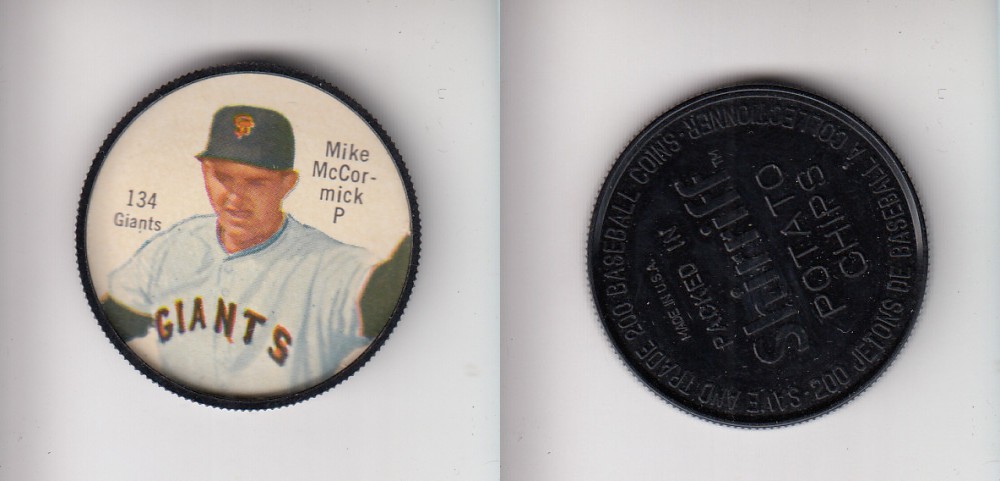 SF
Mike
McCor-
mick
P
134
Giants
GIANTS
SAVE AND TRADE 200 BASEBALL COINS · 200 JETONS DE BASEBALL À COLLECTIONNER ·
MADE IN U.S.A.
PACKED IN
Shirriff™
POTATO
CHIPS